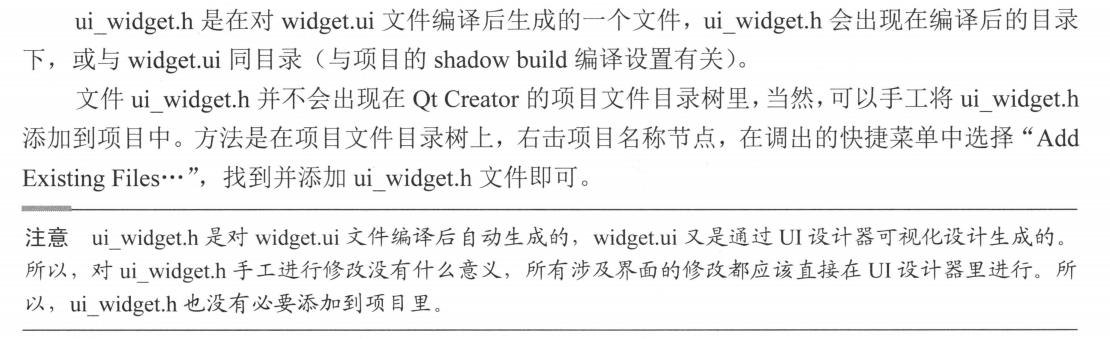 ui_widget.h 是在对 widget.ui 文件编译后生成的一个文件，ui_widget.h 会出现在编译后的目录
下，或与 widget.ui 同目录（与项目的 shadow build 编译设置有关）。
文件 ui_widget.h 并不会出现在 Qt Creator 的项目文件目录树里，当然，可以手工将 ui_widget.h
添加到项目中。方法是在项目文件目录树上，右击项目名称节点，在调出的快捷菜单中选择“Add
Existing Files…”，找到并添加 ui_widget.h 文件即可。
注意 ui_widget.h 是对 widget.ui 文件编译后自动生成的，widget.ui 又是通过 UI 设计器可视化设计生成的。
所以，对 ui_widget.h 手工进行修改没有什么意义，所有涉及界面的修改都应该直接在 UI 设计器里进行。所
以，ui_widget.h 也没有必要添加到项目里。